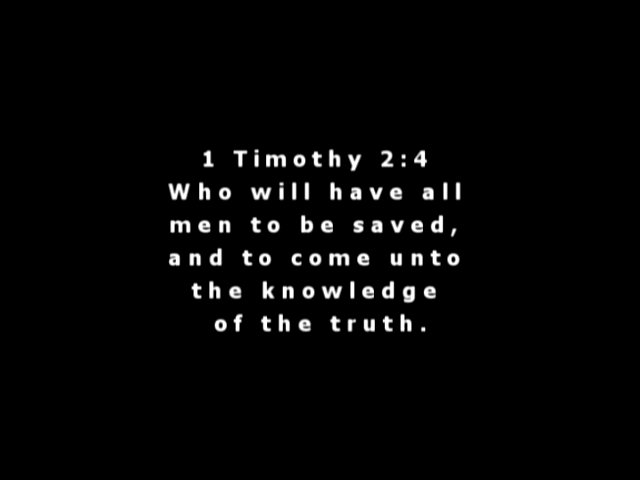 1 Timothy 2:4
Who will have all
men to be saved,
and to come unto
the knowledge
of the truth.